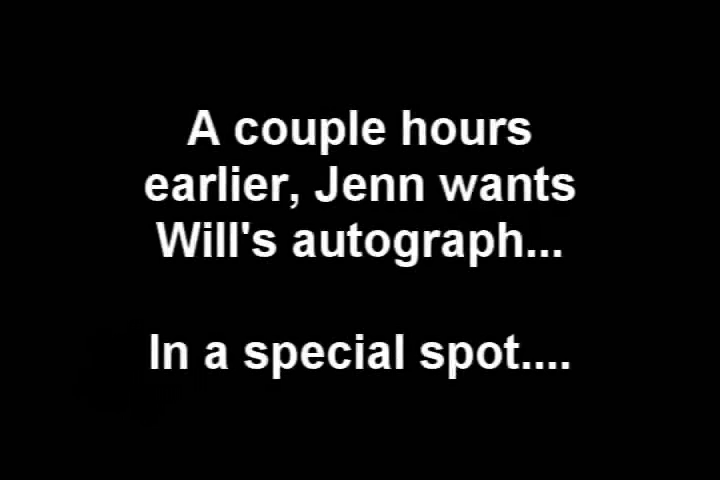 A couple hours
earlier, Jenn wants
Will's autograph...
In a special spot....